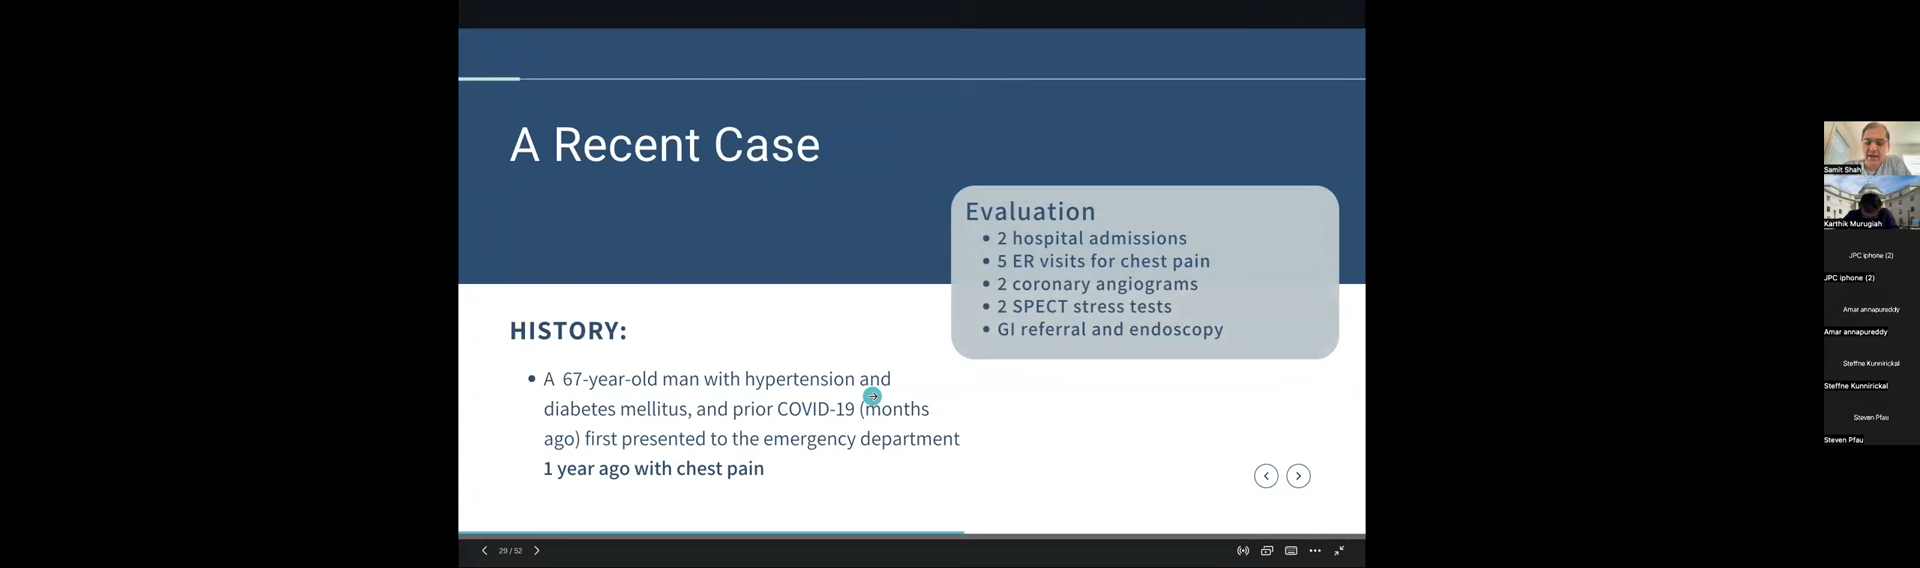 A Recent Case
Evaluation
• 2 hospital admissions
• 5 ER visits for chest pain
• 2 coronary angiograms
• 2 SPECT stress tests
• GI referral and endoscopy
HISTORY:
• A 67-year-old man with hypertension and
diabetes mellitus, and prior COVID-19 (months
ago) first presented to the emergency department
1 year ago with chest pain
29 / 52
Samit Shah
Karthik Murugiah
JPC iphone (2)
JPC iphone (2)
Amar annapureddy
Amar annapureddy
Steffne Kunnirickal
Steffne Kunnirickal
Steven Pfau
Steven Pfau